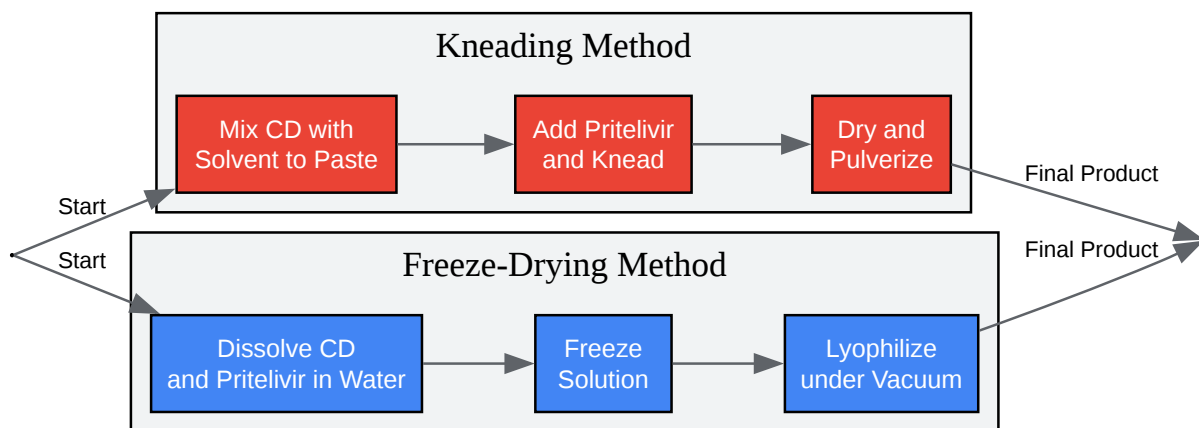 Kneading Method
Mix CD with
Solvent to Paste
Add Pritelivir
and Knead
Dry and
Pulverize
Start
Final Product
Start
Final Product
Freeze-Drying Method
Dissolve CD
and Pritelivir in Water
Freeze
Solution
Lyophilize
under Vacuum